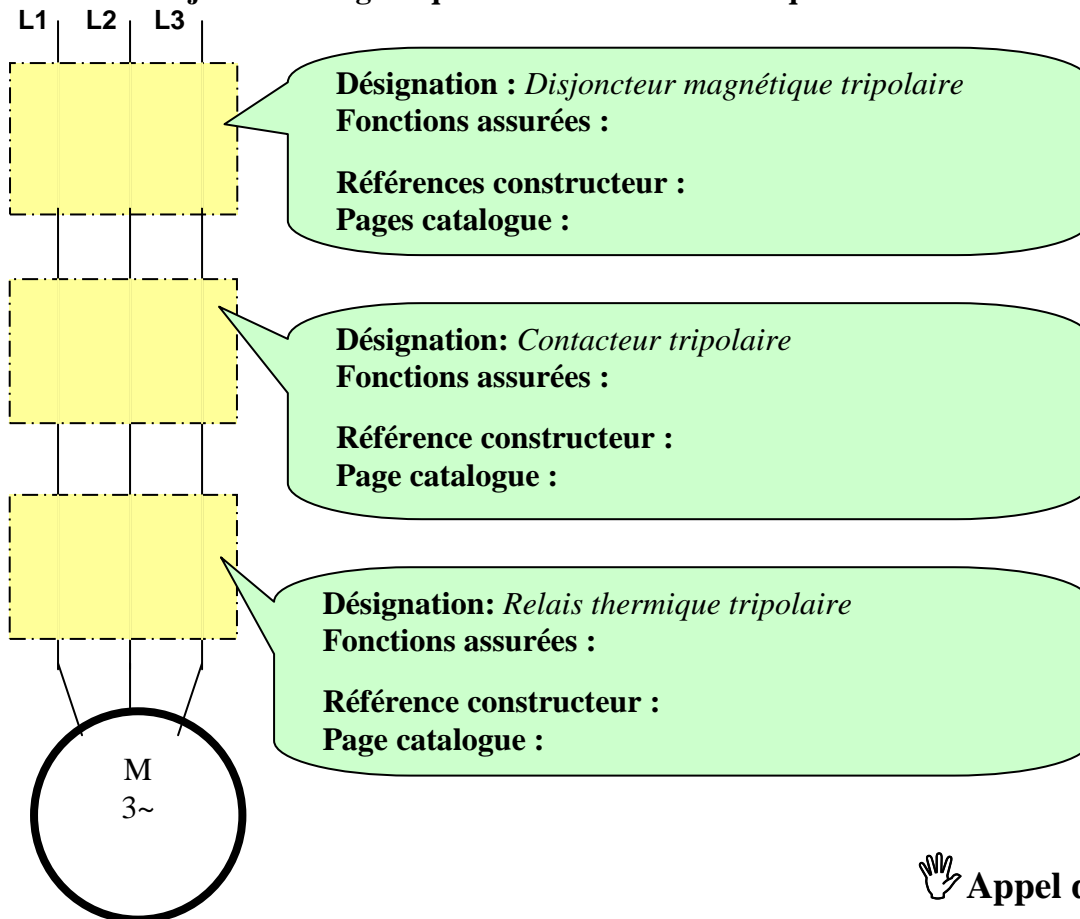 L1 L2 L3
Désignation : Disjoncteur magnétique tripolaire
Fonctions assurées :
Références constructeur :
Pages catalogue :
Désignation: Contacteur tripolaire
Fonctions assurées :
Référence constructeur :
Page catalogue :
Désignation: Relais thermique tripolaire
Fonctions assurées :
Référence constructeur :
Page catalogue :
M
3~
Appel